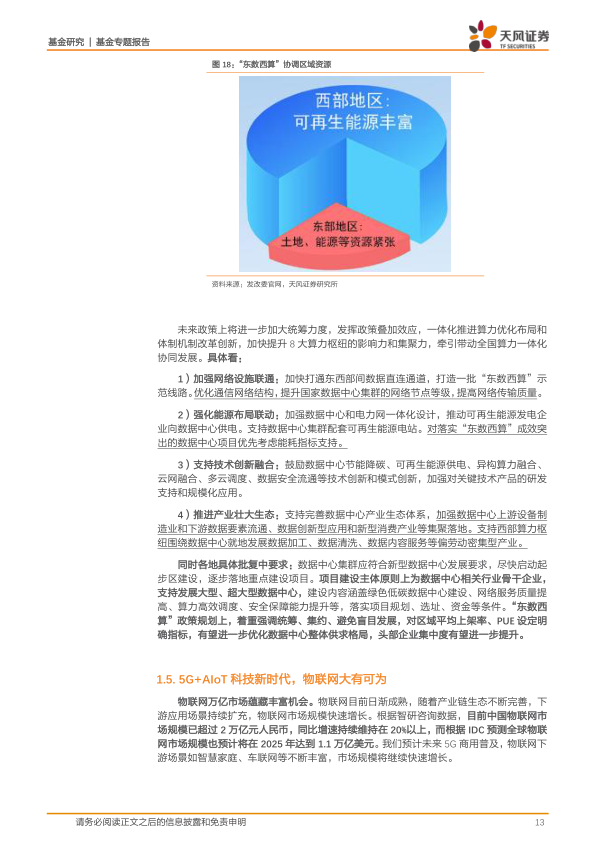 基金研究 | 基金专题报告
天风证券
TF SECURITIES
图 18：“东数西算”协调区域资源
西部地区：
可再生能源丰富
东部地区：
土地、能源等资源紧张
资料来源：发改委官网，天风证券研究所
未来政策上将进一步加大统筹力度，发挥政策叠加效应，一体化推进算力优化布局和
体制机制改革创新，加快提升 8 大算力枢纽的影响力和集聚力，牵引带动全国算力一体化
协同发展。具体看；
1）加强网络设施联通；加快打通东西部间数据直连通道，打造一批“东数西算”示
范线路。优化通信网络结构，提升国家数据中心集群的网络节点等级，提高网络传输质量。
2）强化能源布局联动；加强数据中心和电力网一体化设计，推动可再生能源发电企
业向数据中心供电。支持数据中心集群配套可再生能源电站。对落实“东数西算”成效突
出的数据中心项目优先考虑能耗指标支持。
3）支持技术创新融合；鼓励数据中心节能降碳、可再生能源供电、异构算力融合、
云网融合、多云调度、数据安全流通等技术创新和模式创新，加强对关键技术产品的研发
支持和规模化应用。
4）推进产业壮大生态；支持完善数据中心产业生态体系，加强数据中心上游设备制
造业和下游数据要素流通、数据创新型应用和新型消费产业等集聚落地。支持西部算力枢
纽围绕数据中心就地发展数据加工、数据清洗、数据内容服务等偏劳动密集型产业。
同时各地具体批复中要求；数据中心集群应符合新型数据中心发展要求，尽快启动起
步区建设，逐步落地重点建设项目。项目建设主体原则上为数据中心相关行业骨干企业，
支持发展大型、超大型数据中心，建设内容涵盖绿色低碳数据中心建设、网络服务质量提
高、算力高效调度、安全保障能力提升等，落实项目规划、选址、资金等条件。“东数西
算”政策规划上，着重强调统筹、集约、避免盲目发展，对区域平均上架率、PUE 设定明
确指标，有望进一步优化数据中心整体供求格局，头部企业集中度有望进一步提升。
1.5. 5G+AIoT 科技新时代，物联网大有可为
物联网万亿市场蕴藏丰富机会。物联网目前日渐成熟，随着产业链生态不断完善，下
游应用场景持续扩充，物联网市场规模快速增长。根据智研咨询数据，目前中国物联网市
场规模已超过 2 万亿元人民币，同比增速持续维持在 20%以上，而根据 IDC 预测全球物联
网市场规模也预计将在 2025 年达到 1.1 万亿美元。我们预计未来 5G 商用普及，物联网下
游场景如智慧家庭、车联网等不断丰富，市场规模将继续快速增长。
请务必阅读正文之后的信息披露和免责申明
13